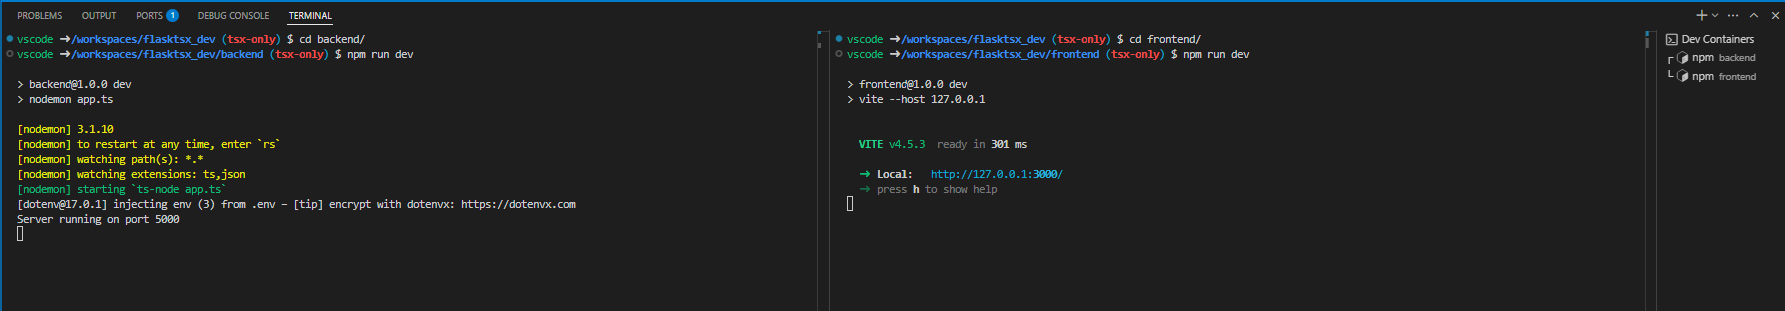 PROBLEMS OUTPUT PORTS 1 DEBUG CONSOLE TERMINAL
vscode ➜ /workspaces/flasktsx_dev (tsx-only) $ cd backend/
vscode ➜ /workspaces/flasktsx_dev/backend (tsx-only) $ npm run dev
> backend@1.0.0 dev
> nodemon app.ts
[nodemon] 3.1.10
[nodemon] to restart at any time, enter `rs`
[nodemon] watching path(s): *.*
[nodemon] watching extensions: ts,json
[nodemon] starting `ts-node app.ts`
[dotenv@17.0.1] injecting env (3) from .env – [tip] encrypt with dotenvx: https://dotenvx.com
Server running on port 5000
vscode ➜ /workspaces/flasktsx_dev (tsx-only) $ cd frontend/
vscode ➜ /workspaces/flasktsx_dev/frontend (tsx-only) $ npm run dev
> frontend@1.0.0 dev
> vite --host 127.0.0.1
VITE v4.5.3 ready in 301 ms
➜ Local: http://127.0.0.1:3000/
➜ press h to show help
Dev Containers
npm backend
npm frontend